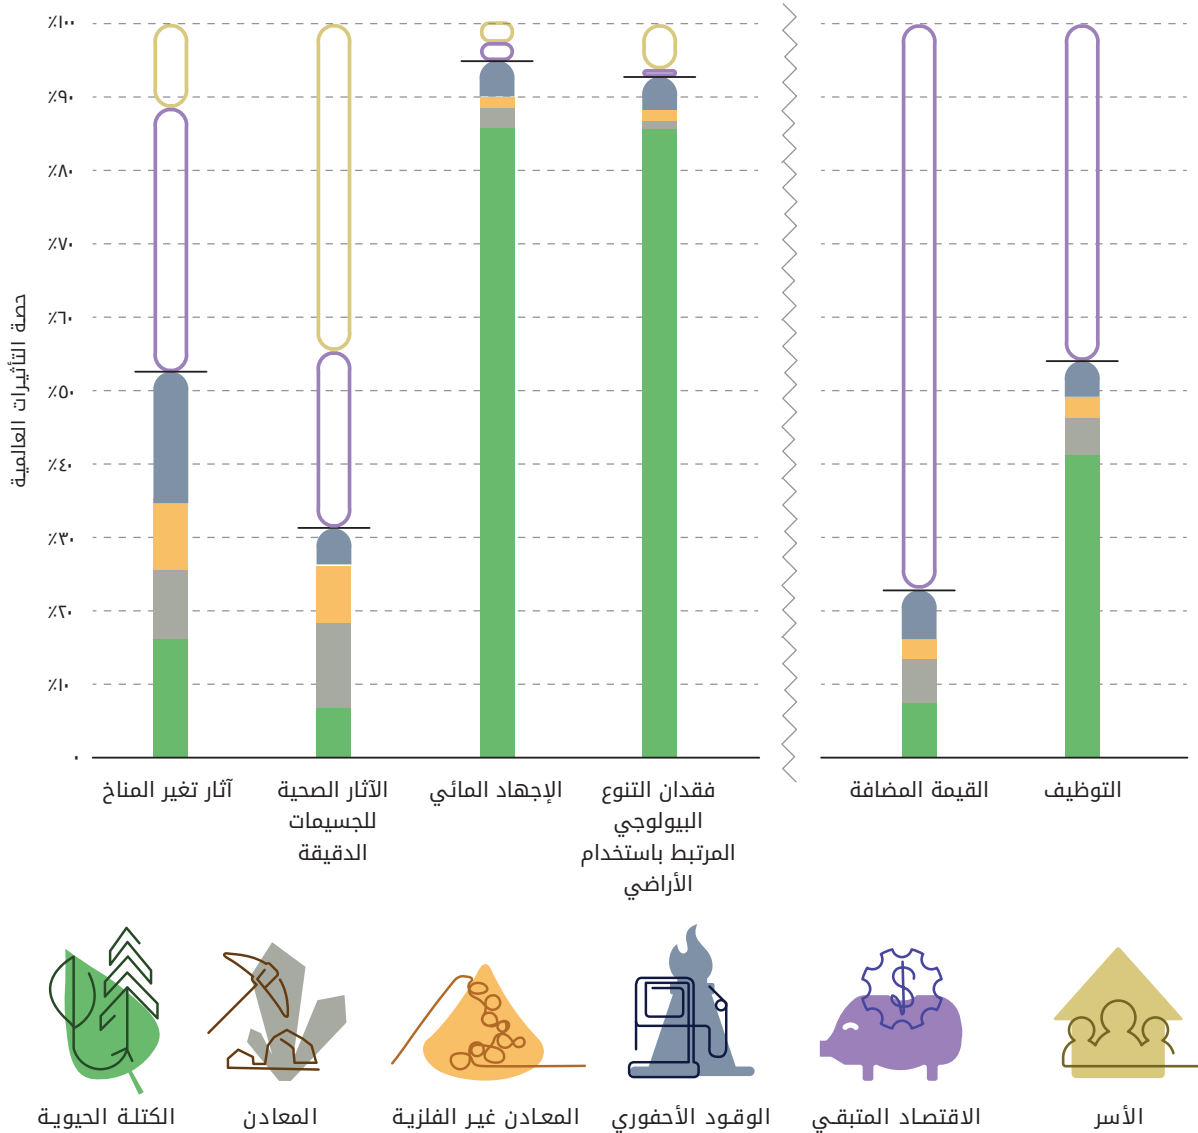 ٪١٠٠
٪٩٠
٪٨٠
٪٧٠
٪٦٠
٪٥٠
٪٤٠
٪٣٠
٪٢٠
٪١٠
٠
حصة التأثيرات العالمية
آثار تغير المناخ
الآثار الصحية
للجسيمات
الدقيقة
الإجهاد المائي
فقدان التنوع
البيولوجي
المرتبط باستخدام
الأراضي
القيمة المضافة
التوظيف
$
الكتلة الحيوية
المعادن
المعادن غير الفلزية
الوقود الأحفوري
الاقتصاد المتبقي
الأسر